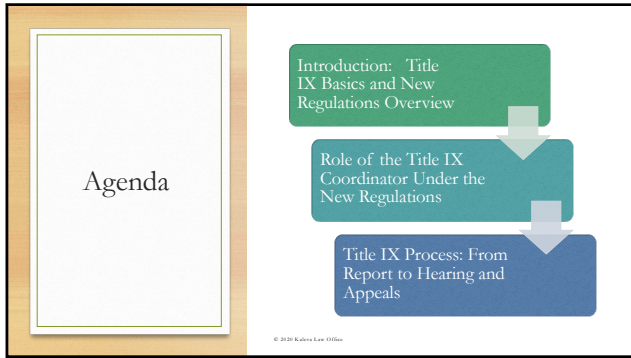 Agenda
Introduction: Title
IX Basics and New
Regulations Overview
Role of the Title IX
Coordinator Under the
New Regulations
Title IX Process: From
Report to Hearing and
Appeals
© 2020 Kaleva Law Office